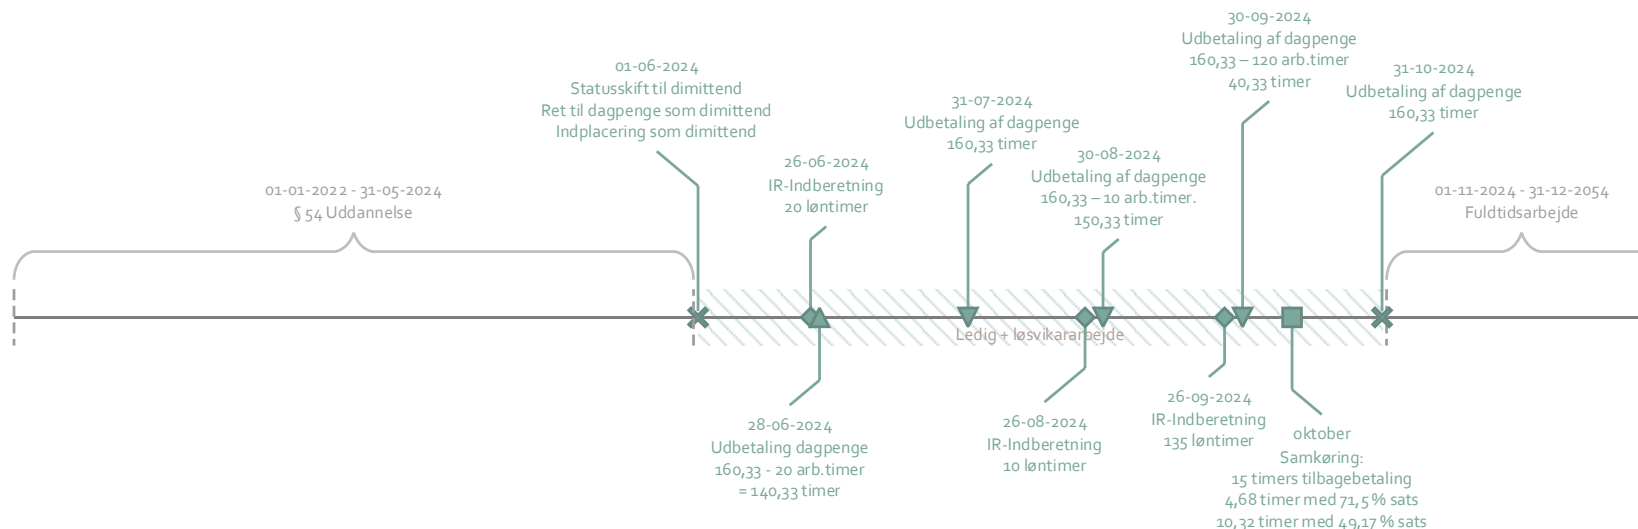 01-01-2022 - 31-05-2024
§ 54 Uddannelse
01-06-2024
Statusskift til dimittend
Ret til dagpenge som dimittend
Indplacering som dimittend
26-06-2024
IR-Indberetning
20 løntimer
28-06-2024
Udbetaling dagpenge
160,33 - 20 arb.timer
= 140,33 timer
31-07-2024
Udbetaling af dagpenge
160,33 timer
Ledig + løsvikararbejde
26-08-2024
IR-Indberetning
10 løntimer
30-08-2024
Udbetaling af dagpenge
160,33 – 10 arb.timer.
150,33 timer
26-09-2024
IR-Indberetning
135 løntimer
30-09-2024
Udbetaling af dagpenge
160,33 – 120 arb.timer
40,33 timer
oktober
Samkøring:
15 timers tilbagebetaling
4,68 timer med 71,5 % sats
10,32 timer med 49,17 % sats
31-10-2024
Udbetaling af dagpenge
160,33 timer
01-11-2024 - 31-12-2054
Fuldtidsarbejde